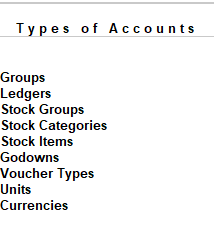 Types of Accounts
Groups
Ledgers
Stock Groups
Stock Categories
Stock Items
Godowns
Voucher Types
Units
Currencies